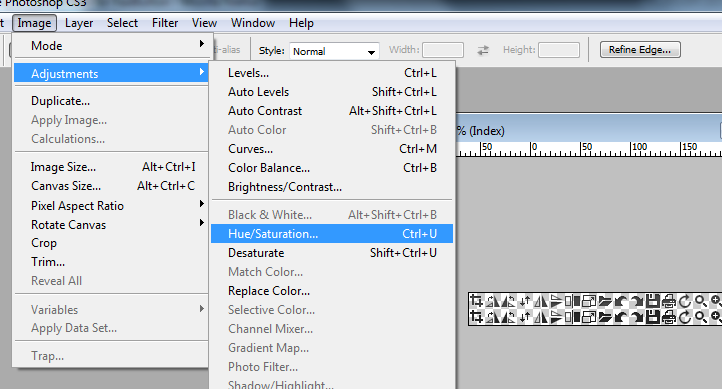 Photoshop CS3
Image Layer Select Filter View Window Help
Style: Normal Width: Height: Refine Edge...
Mode
Adjustments
Duplicate...
Apply Image...
Calculations...
Image Size... Alt+Ctrl+I
Canvas Size... Alt+Ctrl+C
Pixel Aspect Ratio
Rotate Canvas
Crop
Trim...
Reveal All
Variables
Apply Data Set...
Trap...
Levels... Ctrl+L
Auto Levels Shift+Ctrl+L
Auto Contrast Alt+Shift+Ctrl+L
Auto Color Shift+Ctrl+B
Curves... Ctrl+M
Color Balance... Ctrl+B
Brightness/Contrast...
Black & White... Alt+Shift+Ctrl+B
Hue/Saturation... Ctrl+U
Desaturate Shift+Ctrl+U
Match Color...
Replace Color...
Selective Color...
Channel Mixer...
Gradient Map...
Photo Filter...
Shadow/Highlight...
% (Index)
50 0 50 100 150